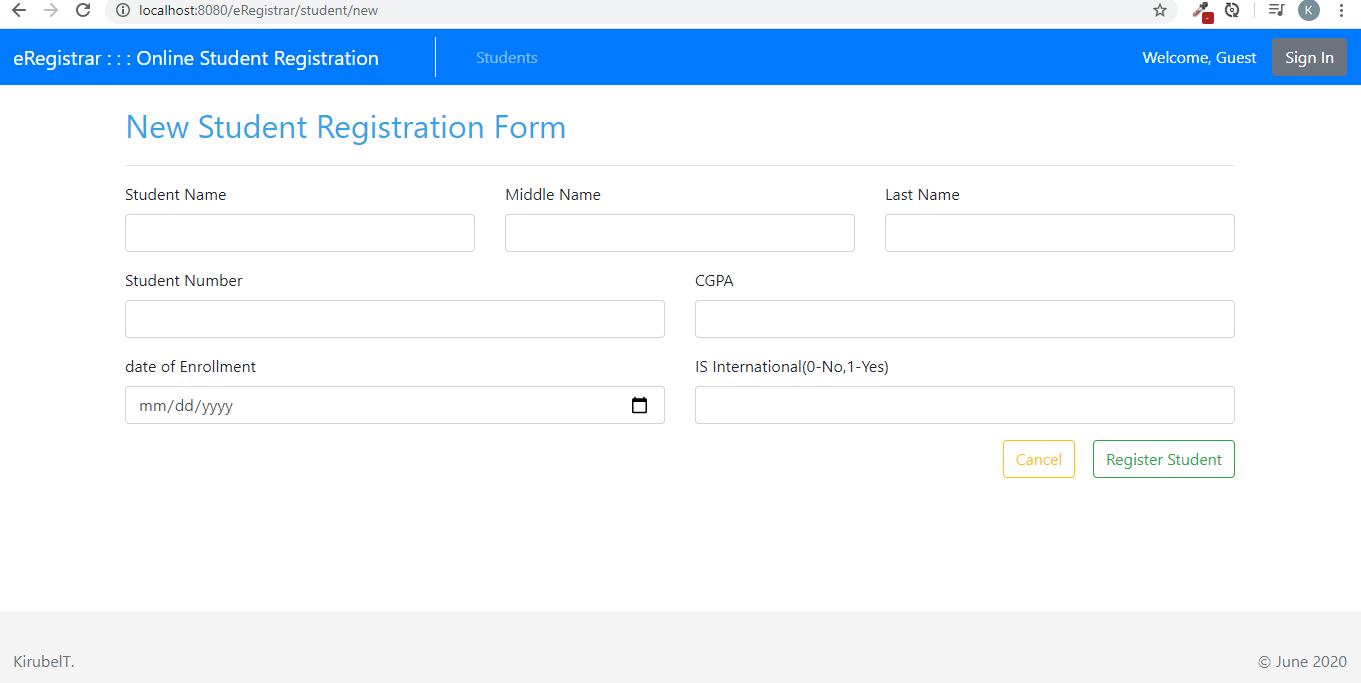 localhost:8080/eRegistrar/student/new
K
eRegistrar : : : Online Student Registration Students Welcome, Guest Sign In
New Student Registration Form
Student Name Middle Name Last Name
Student Number CGPA
date of Enrollment IS International(0-No,1-Yes)
mm/dd/yyyy
Cancel Register Student
KirubelT. © June 2020